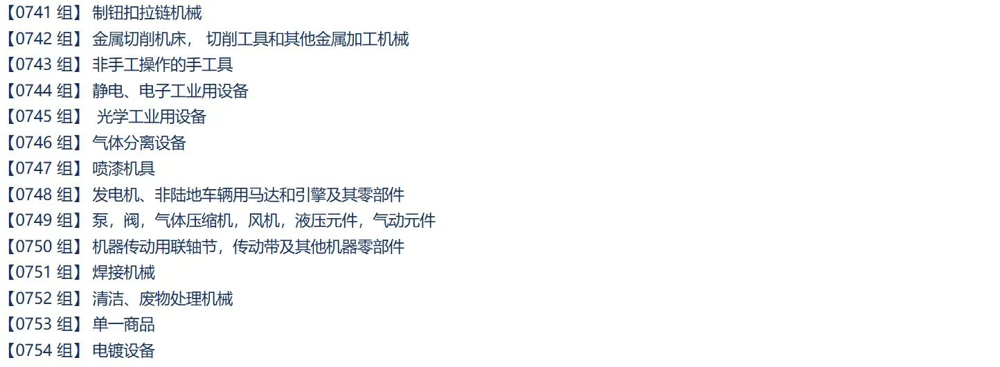 【0741 组】 制钮扣拉链机械
【0742 组】 金属切削机床， 切削工具和其他金属加工机械
【0743 组】 非手工操作的手工具
【0744 组】 静电、电子工业用设备
【0745 组】 光学工业用设备
【0746 组】 气体分离设备
【0747 组】 喷漆机具
【0748 组】 发电机、非陆地车辆用马达和引擎及其零部件
【0749 组】 泵，阀，气体压缩机，风机，液压元件，气动元件
【0750 组】 机器传动用联轴节，传动带及其他机器零部件
【0751 组】 焊接机械
【0752 组】 清洁、废物处理机械
【0753 组】 单一商品
【0754 组】 电镀设备